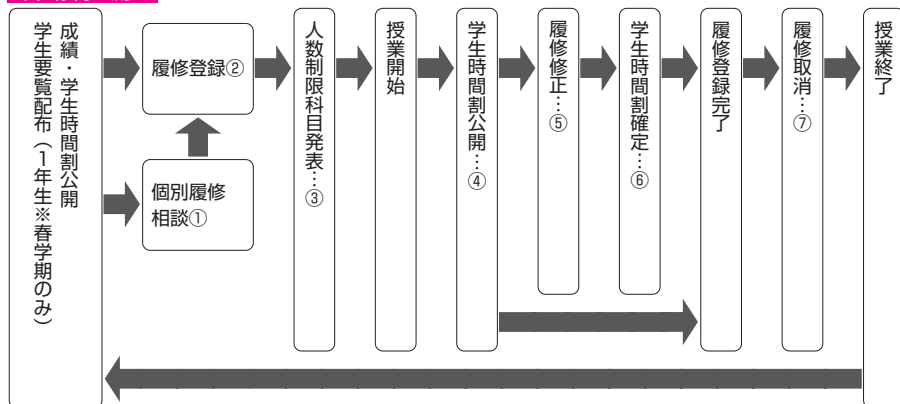 成績・学生時間割公開
学生要覧配布（1年生※春学期のみ）
履修登録②
個別履修
相談①
人数制限科目発表…③
授業開始
学生時間割公開…④
履修修正…⑤
学生時間割確定…⑥
履修登録完了
履修取消…⑦
授業終了